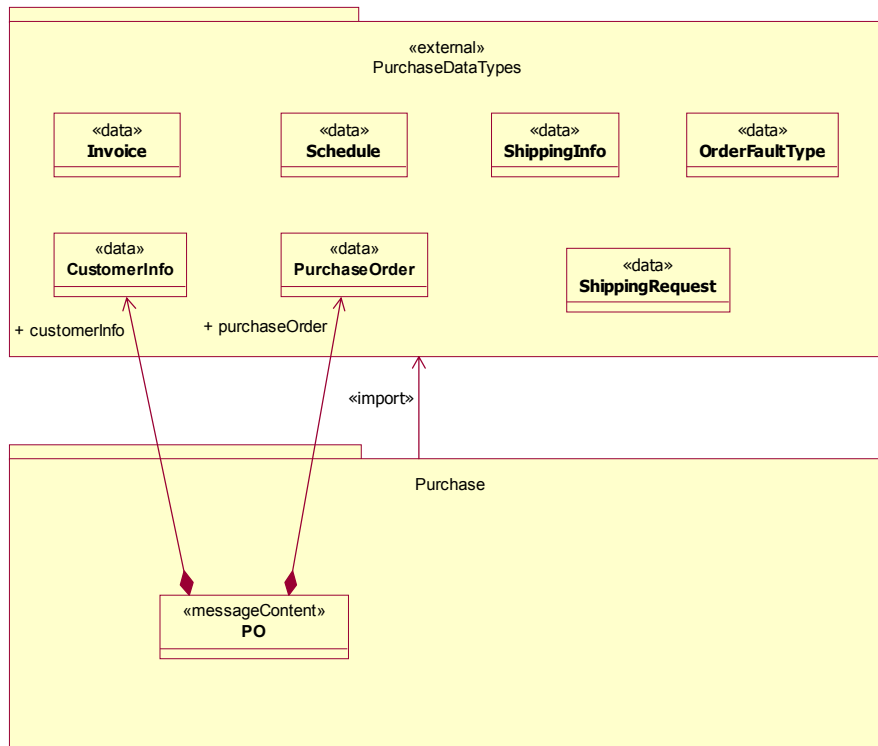 «external»
PurchaseDataTypes
«data»
Invoice
«data»
Schedule
«data»
ShippingInfo
«data»
OrderFaultType
«data»
CustomerInfo
«data»
PurchaseOrder
«data»
ShippingRequest
+ customerInfo
+ purchaseOrder
«import»
Purchase
«messageContent»
PO